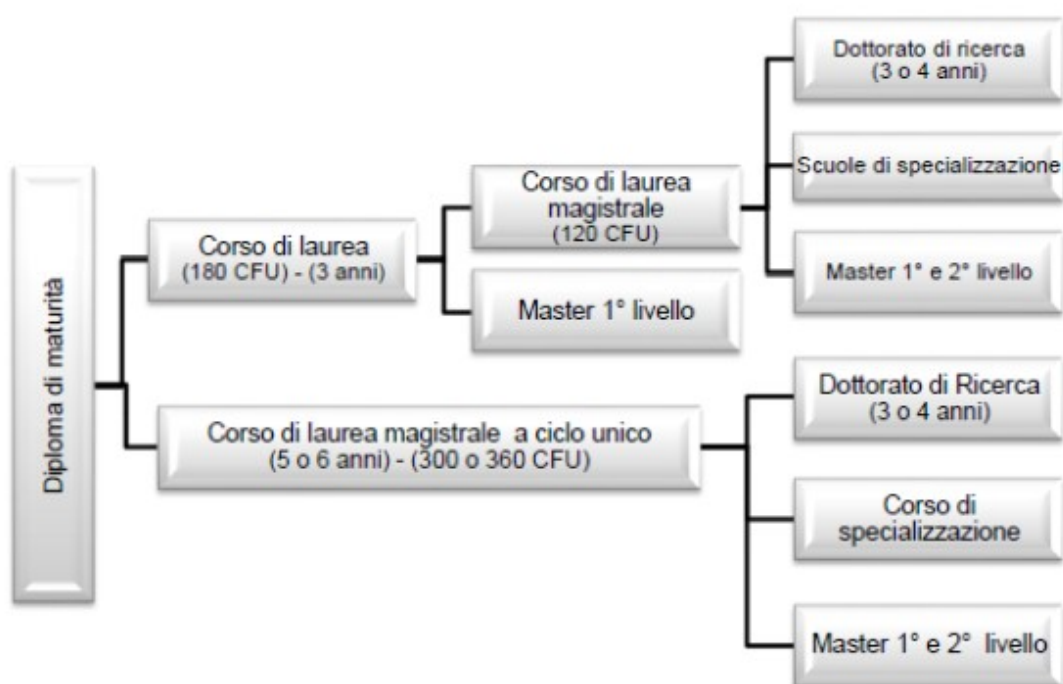 Diploma di maturità
Corso di laurea
(180 CFU) - (3 anni)
Corso di laurea
magistrale
(120 CFU)
Master 1° livello
Dottorato di ricerca
(3 o 4 anni)
Scuole di specializzazione
Master 1° e 2° livello
Corso di laurea magistrale a ciclo unico
(5 o 6 anni) - (300 o 360 CFU)
Dottorato di Ricerca
(3 o 4 anni)
Corso di
specializzazione
Master 1° e 2° livello